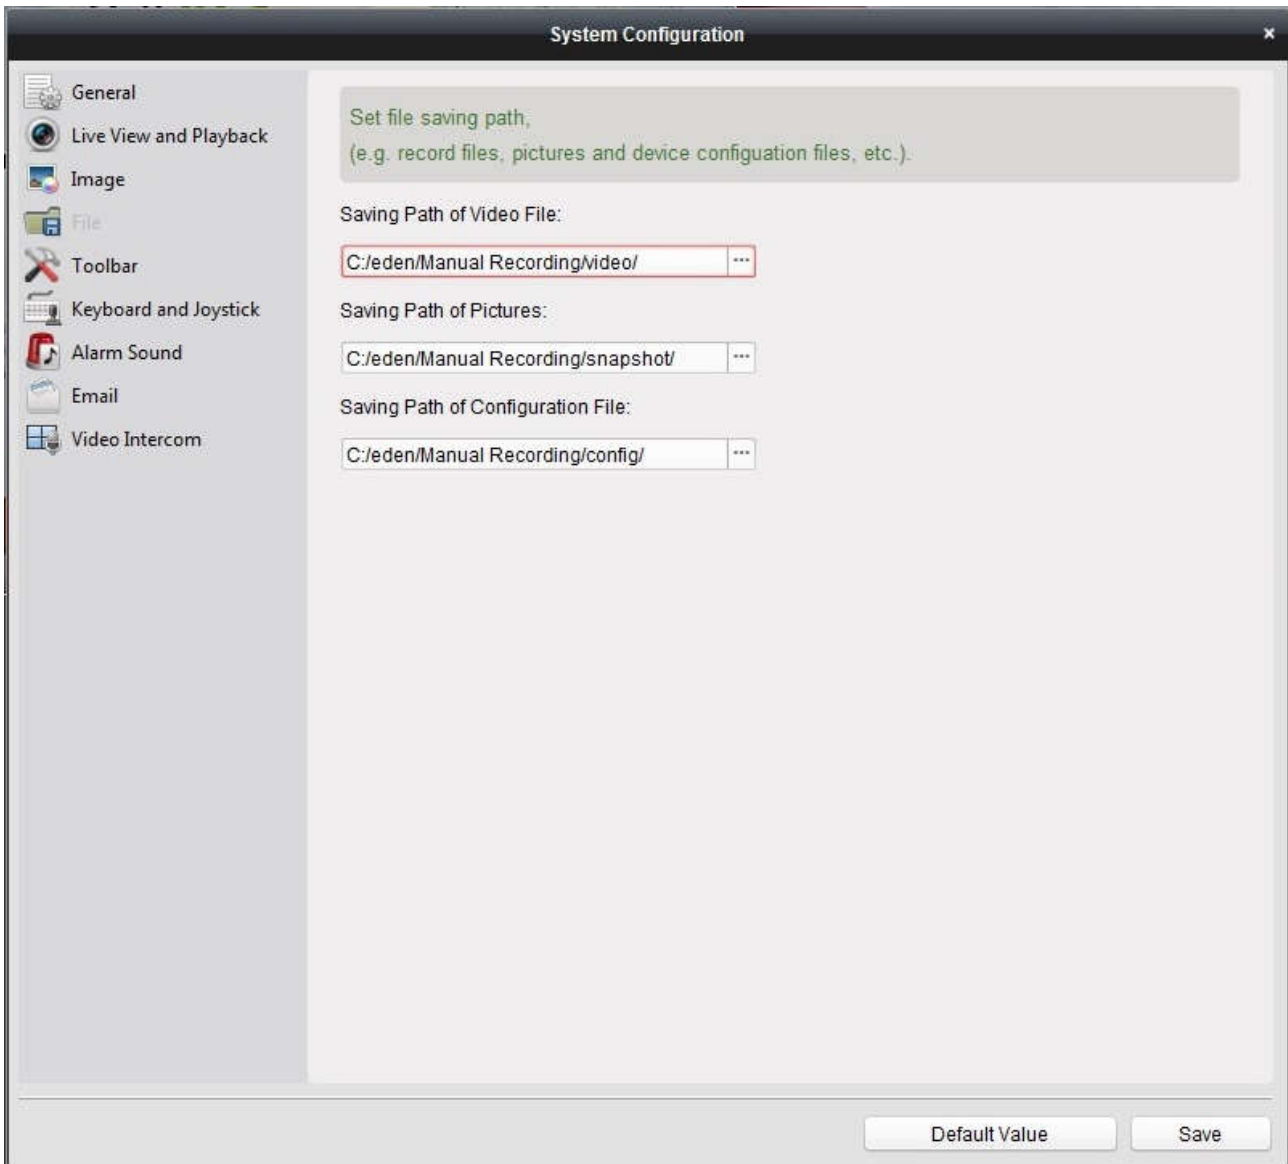 System Configuration
×
General
Live View and Playback
Image
File
Toolbar
Keyboard and Joystick
Alarm Sound
Email
Video Intercom
Set file saving path,
(e.g. record files, pictures and device configuation files, etc.).
Saving Path of Video File:
C:/eden/Manual Recording/video/ ...
Saving Path of Pictures:
C:/eden/Manual Recording/snapshot/ ...
Saving Path of Configuration File:
C:/eden/Manual Recording/config/ ...
Default Value
Save